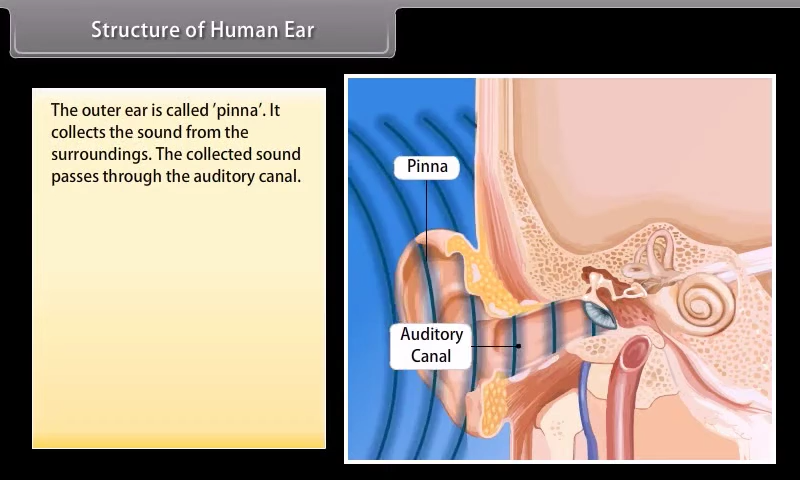 Structure of Human Ear
The outer ear is called 'pinna'. It
collects the sound from the
surroundings. The collected sound
passes through the auditory canal.
Pinna
Auditory
Canal